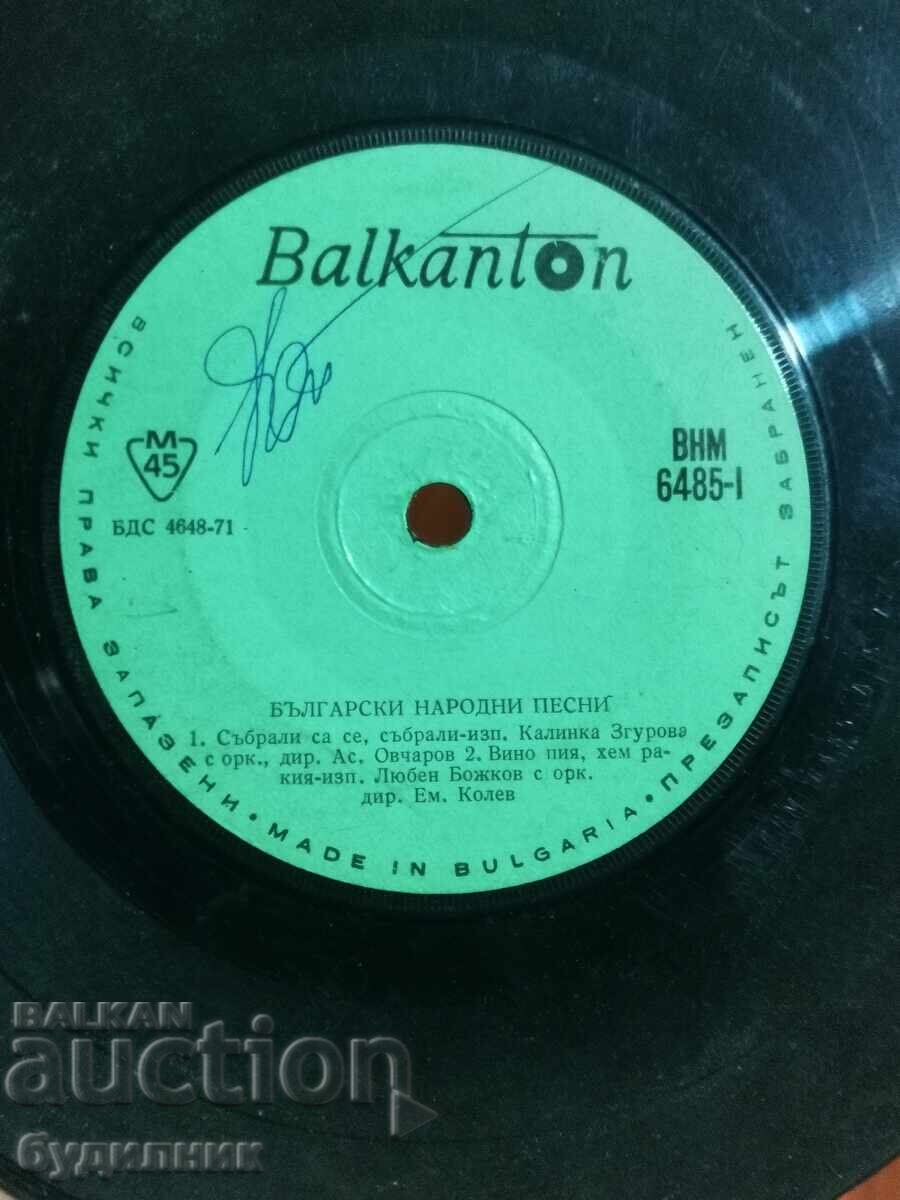 Balkanton
М
45
БДС 4648-71
ВНМ
6485-I
БЪЛГАРСКИ НАРОДНИ ПЕСНИ
1. Събрали са се, събрали-изп. Калинка Згурова
с орк., дир. Ас. Овчаров 2. Вино пия, хем ра-
кия-изп. Любен Божков с орк.
дир. Ем. Колев
ВСИЧКИ ПРАВА ЗАПАЗЕНИ • MADE IN BULGARIA • ПРЕЗАПИСЪТ ЗАБРАНЕН
BALKAN
auction
будилник